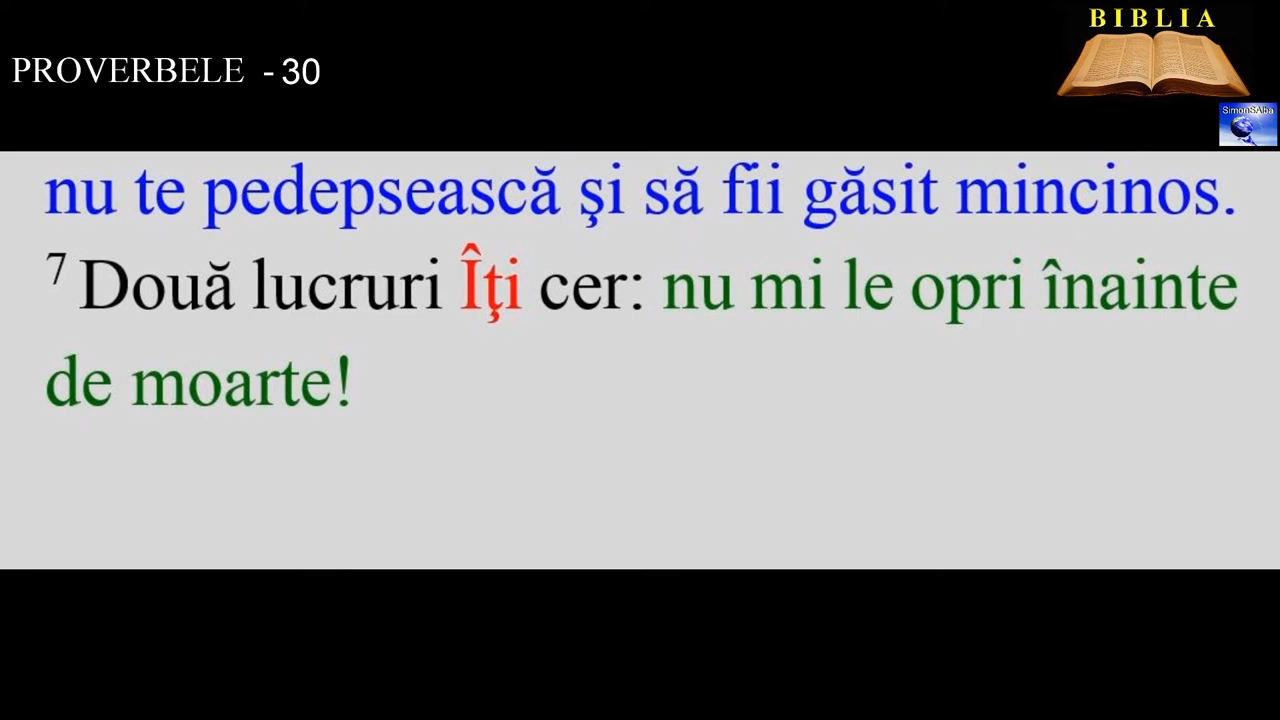 BIBLIA
PROVERBELE - 30
SimonSAlba
nu te pedepsească şi să fii găsit mincinos.
7 Două lucruri Îţi cer: nu mi le opri înainte
de moarte!